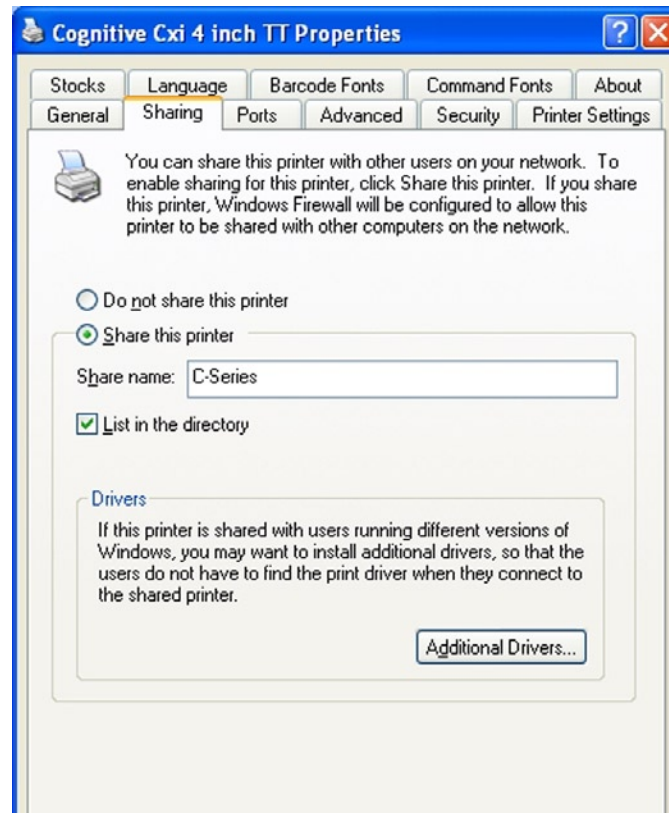 Cognitive Cxi 4 inch TT Properties
Stocks Language Barcode Fonts Command Fonts About
General Sharing Ports Advanced Security Printer Settings
You can share this printer with other users on your network. To
enable sharing for this printer, click Share this printer. If you share
this printer, Windows Firewall will be configured to allow this
printer to be shared with other computers on the network.
Do not share this printer
Share this printer
Share name: C-Series
List in the directory
Drivers
If this printer is shared with users running different versions of
Windows, you may want to install additional drivers, so that the
users do not have to find the print driver when they connect to
the shared printer.
Additional Drivers...